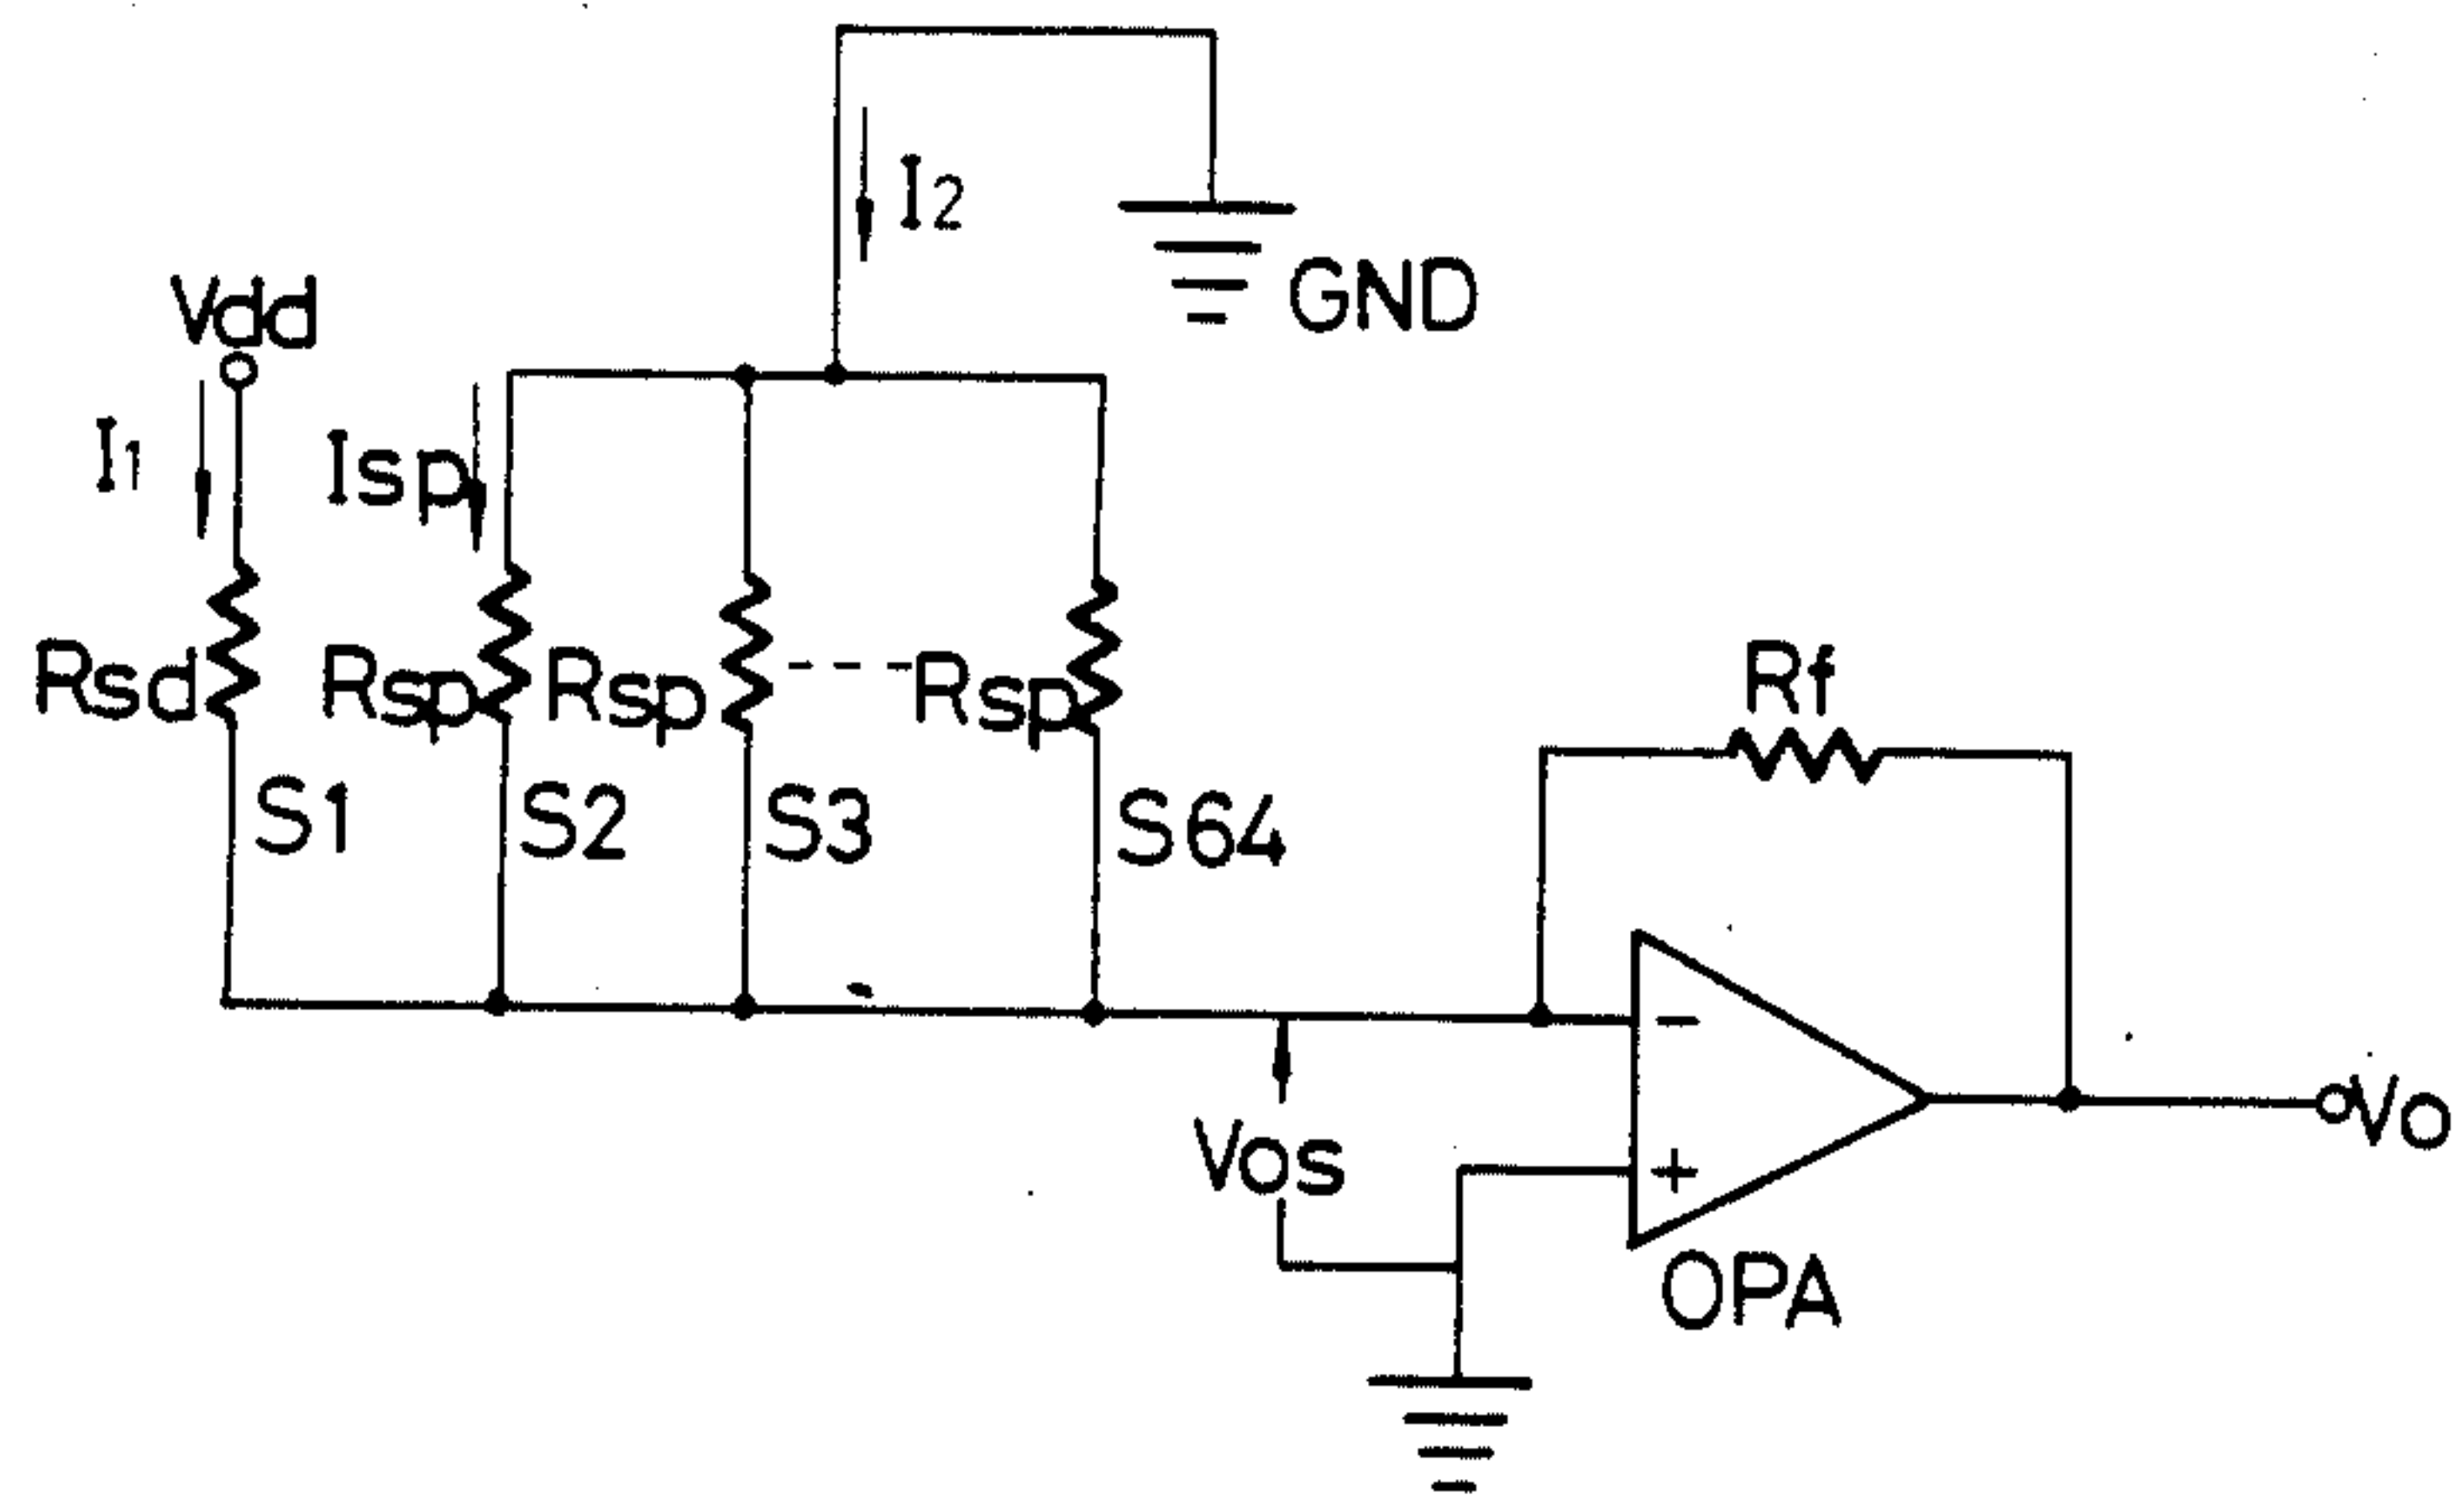 I2
GND
Vdd
I1
Isp
Rsd
Rsp
Rsp
- - - Rsp
Rf
S1
S2
S3
S64
-
Vos
+
Vo
OPA